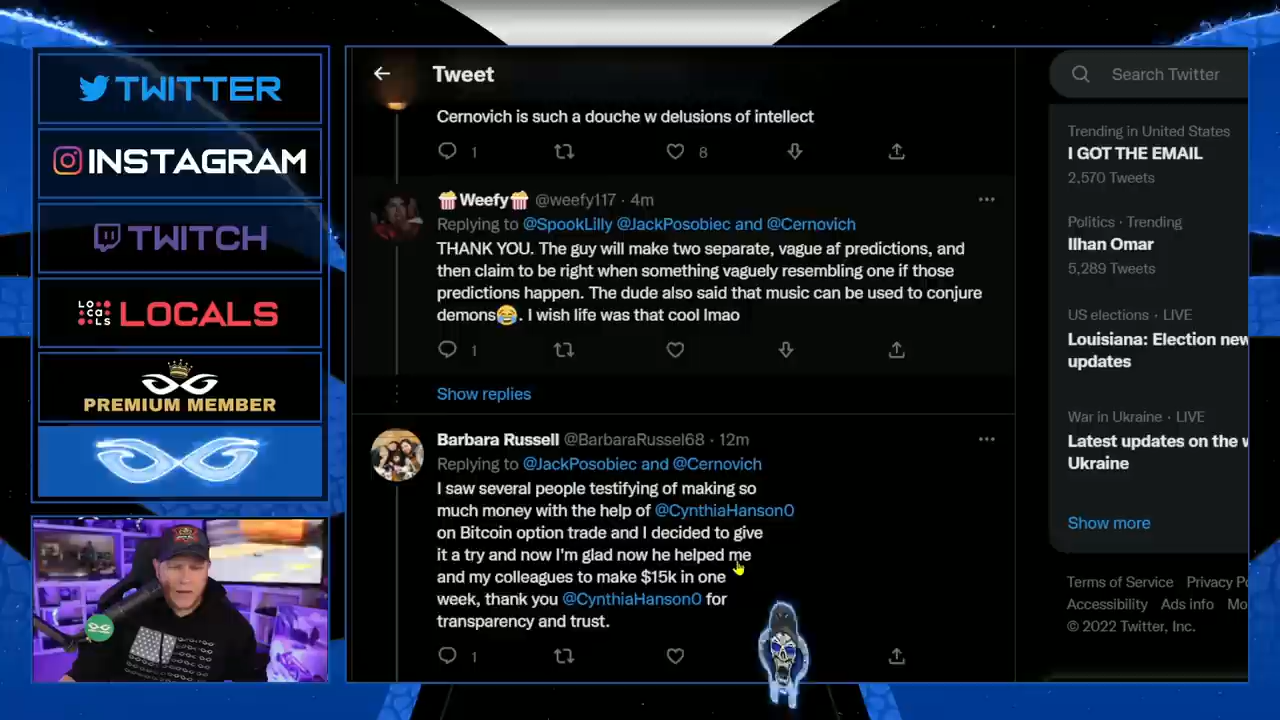 TWITTER
INSTAGRAM
TWITCH
LOCALS
LOCALS
PREMIUM MEMBER
Tweet
Cernovich is such a douche w delusions of intellect
1
8
🍿Weefy🍿 @weefy117 · 4m
Replying to @SpookLilly @JackPosobiec and @Cernovich
THANK YOU. The guy will make two separate, vague af predictions, and
then claim to be right when something vaguely resembling one if those
predictions happen. The dude also said that music can be used to conjure
demons😂. I wish life was that cool lmao
1
Show replies
Barbara Russell @BarbaraRussel68 · 12m
Replying to @JackPosobiec and @Cernovich
I saw several people testifying of making so
much money with the help of @CynthiaHanson0
on Bitcoin option trade and I decided to give
it a try and now I'm glad now he helped me
and my colleagues to make $15k in one
week, thank you @CynthiaHanson0 for
transparency and trust.
1
Search Twitter
Trending in United States
I GOT THE EMAIL
2,570 Tweets
Politics · Trending
Ilhan Omar
5,289 Tweets
US elections · LIVE
Louisiana: Election new
updates
War in Ukraine · LIVE
Latest updates on the w
Ukraine
Show more
Terms of Service Privacy Po
Accessibility Ads info Mo
© 2022 Twitter, Inc.